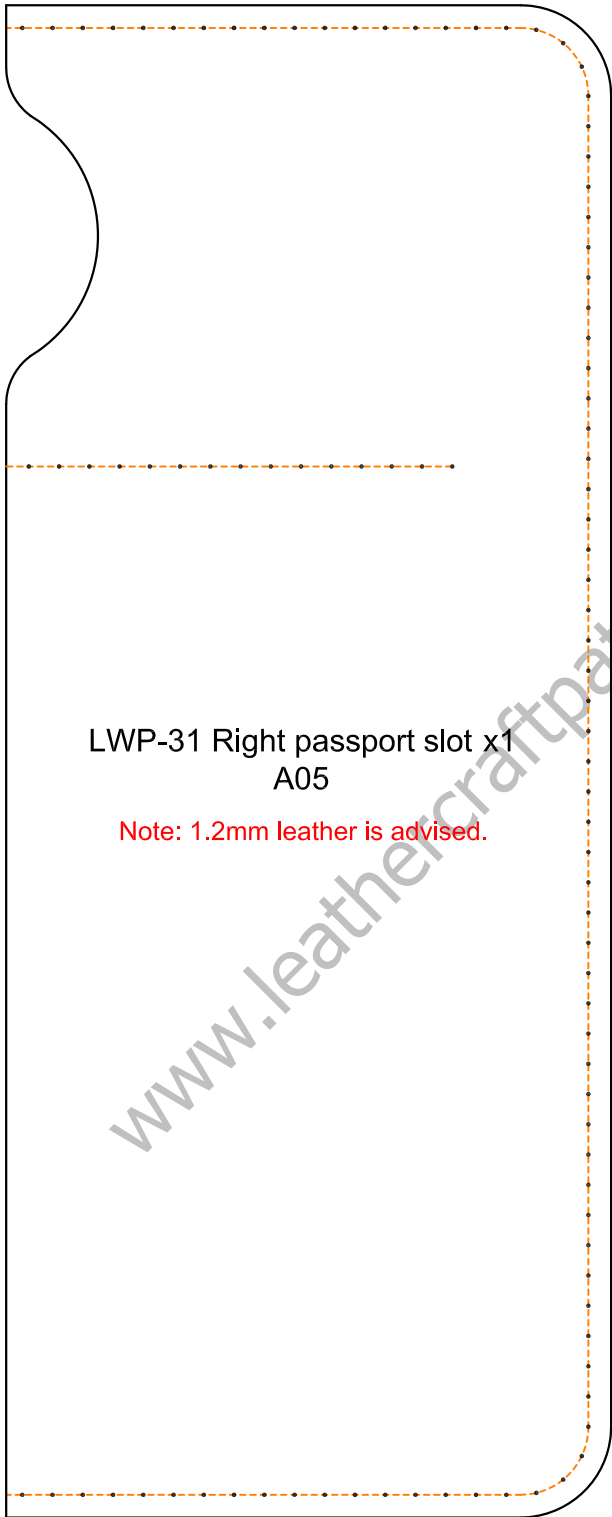 LWP-31 Right passport slot x1
A05
Note: 1.2mm leather is advised.
www.leathercraftpat